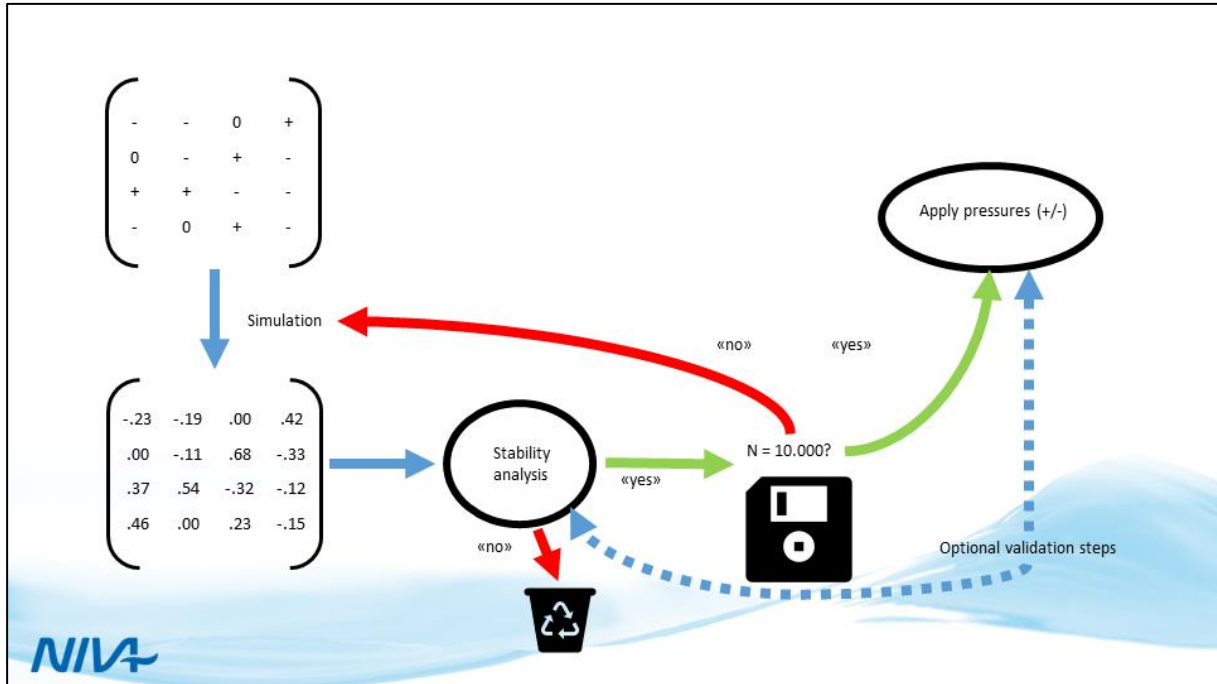 - - 0 +
0 - + -
+ + - -
- 0 + -
Apply pressures (+/-)
Simulation
«no» «yes»
-.23 -.19 .00 .42
.00 -.11 .68 -.33
.37 .54 -.32 -.12
.46 .00 .23 -.15
Stability
analysis
«yes»
N = 10.000?
«no»
Optional validation steps
NIVA